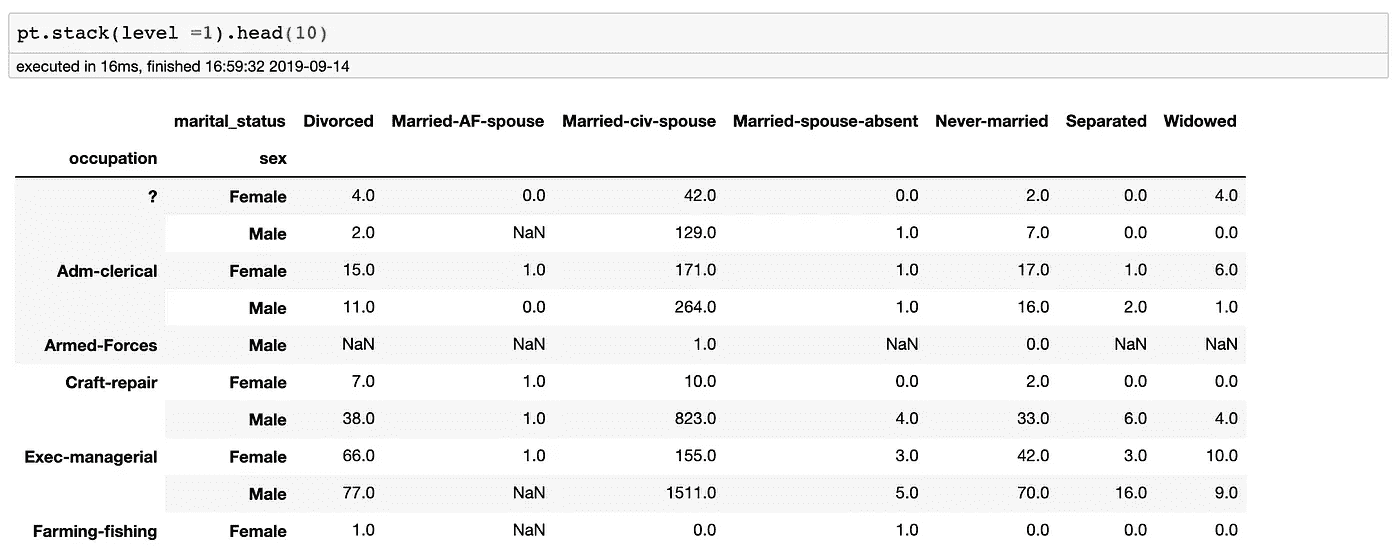 pt.stack(level =1).head(10)
executed in 16ms, finished 16:59:32 2019-09-14
marital_status Divorced Married-AF-spouse Married-civ-spouse Married-spouse-absent Never-married Separated Widowed
occupation sex
? Female 4.0 0.0 42.0 0.0 2.0 0.0 4.0
Male 2.0 NaN 129.0 1.0 7.0 0.0 0.0
Adm-clerical Female 15.0 1.0 171.0 1.0 17.0 1.0 6.0
Male 11.0 0.0 264.0 1.0 16.0 2.0 1.0
Armed-Forces Male NaN NaN 1.0 NaN 0.0 NaN NaN
Craft-repair Female 7.0 1.0 10.0 0.0 2.0 0.0 0.0
Male 38.0 1.0 823.0 4.0 33.0 6.0 4.0
Exec-managerial Female 66.0 1.0 155.0 3.0 42.0 3.0 10.0
Male 77.0 NaN 1511.0 5.0 70.0 16.0 9.0
Farming-fishing Female 1.0 NaN 0.0 1.0 0.0 0.0 0.0